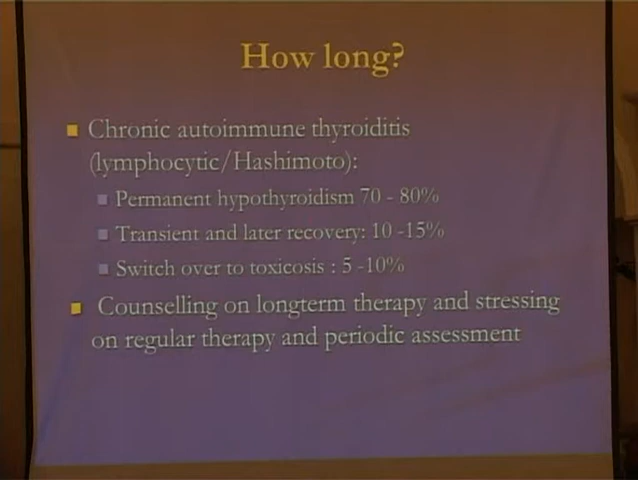 How long?
Chronic autoimmune thyroiditis
(lymphocytic/Hashimoto):
Permanent hypothyroidism 70 - 80%
Transient and later recovery: 10 -15%
Switch over to toxicosis : 5 -10%
Counselling on longterm therapy and stressing
on regular therapy and periodic assessment